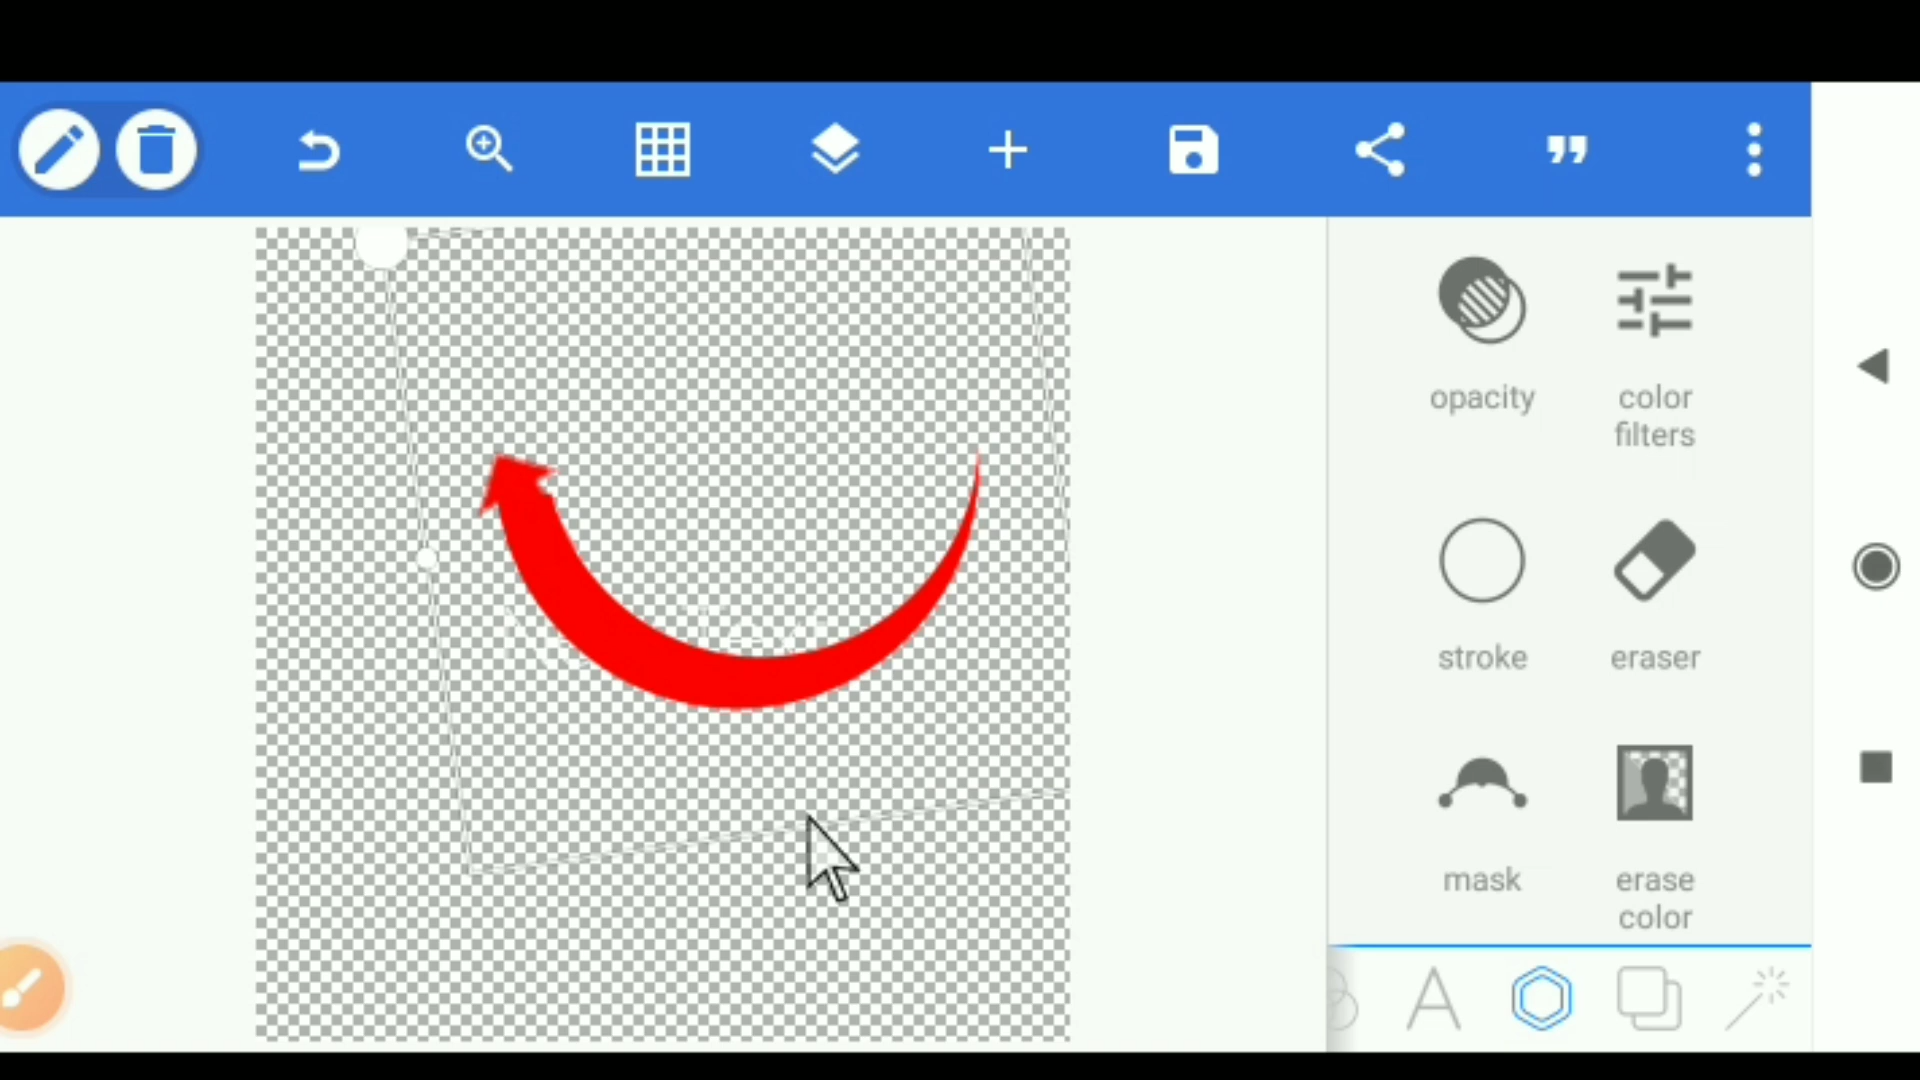 opacity
color
filters
stroke
eraser
mask
erase
color